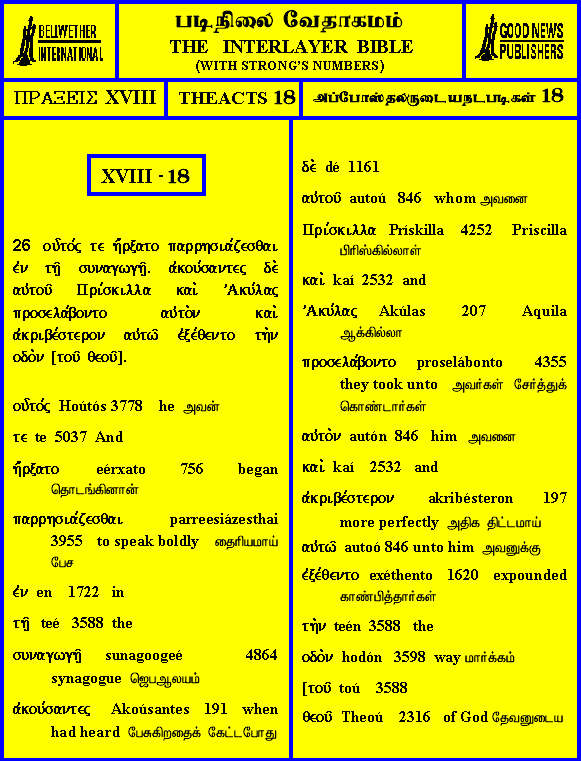 BELLWETHER
INTERNATIONAL
படிநிலை வேதாகமம்
THE INTERLAYER BIBLE
(WITH STRONG'S NUMBERS)
GOOD NEWS
PUBLISHERS
ΠΡΑΞΕΙΣ XVIII
THEACTS 18
அப்போஸ்தலருடையநடபடிகள் 18
XVIII - 18
26 οὗτός τε ἤρξατο παρρησιάζεσθαι
ἐν τῇ συναγωγῇ. ἀκούσαντες δὲ
αὐτοῦ Πρίσκιλλα καὶ Ἀκύλας
προσελάβοντο αὐτὸν καὶ
ἀκριβέστερον αὐτῶ ἐξέθεντο τὴν
οδὸν [τοῦ θεοῦ].
οὗτός Hoútós 3778 he அவன்
τε te 5037 And
ἤρξατο eérxato 756 began
தொடங்கினான்
παρρησιάζεσθαι parreesiázesthai
3955 to speak boldly தைரியமாய்
பேச
ἐν en 1722 in
τῇ teé 3588 the
συναγωγῇ sunagoogeé 4864
synagogue ஜெபஆலயம்
ἀκούσαντες Akoúsantes 191 when
had heard பேசுகிறதைக் கேட்டபோது
δὲ dé 1161
αὐτοῦ autoú 846 whom அவனை
Πρίσκιλλα Prískilla 4252 Priscilla
பிரிஸ்கில்லாள்
καὶ kaí 2532 and
Ἀκύλας Akúlas 207 Aquila
ஆக்கில்லா
προσελάβοντο proselábonto 4355
they took unto அவர்கள் சேர்த்துக்
கொண்டார்கள்
αὐτὸν autón 846 him அவனை
καὶ kaí 2532 and
ἀκριβέστερον akribésteron 197
more perfectly அதிக திட்டமாய்
αὐτῶ autoó 846 unto him அவனுக்கு
ἐξέθεντο exéthento 1620 expounded
காண்பித்தார்கள்
τὴν teén 3588 the
οδὸν hodón 3598 way மார்க்கம்
[τοῦ toú 3588
θεοῦ Theoú 2316 of God தேவனுடைய